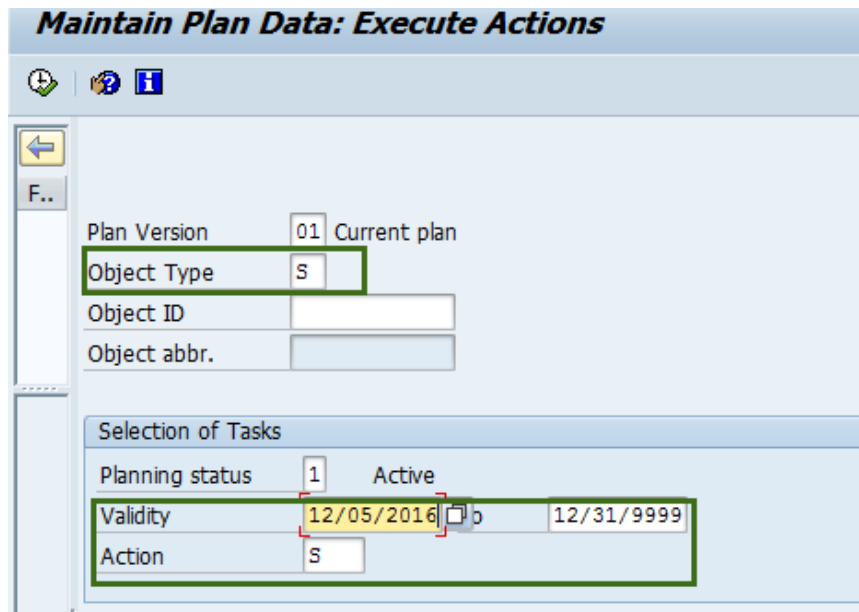 Maintain Plan Data: Execute Actions
F..
Plan Version 01 Current plan
Object Type S
Object ID
Object abbr.
Selection of Tasks
Planning status 1 Active
Validity 12/05/2016 12/31/9999
Action S